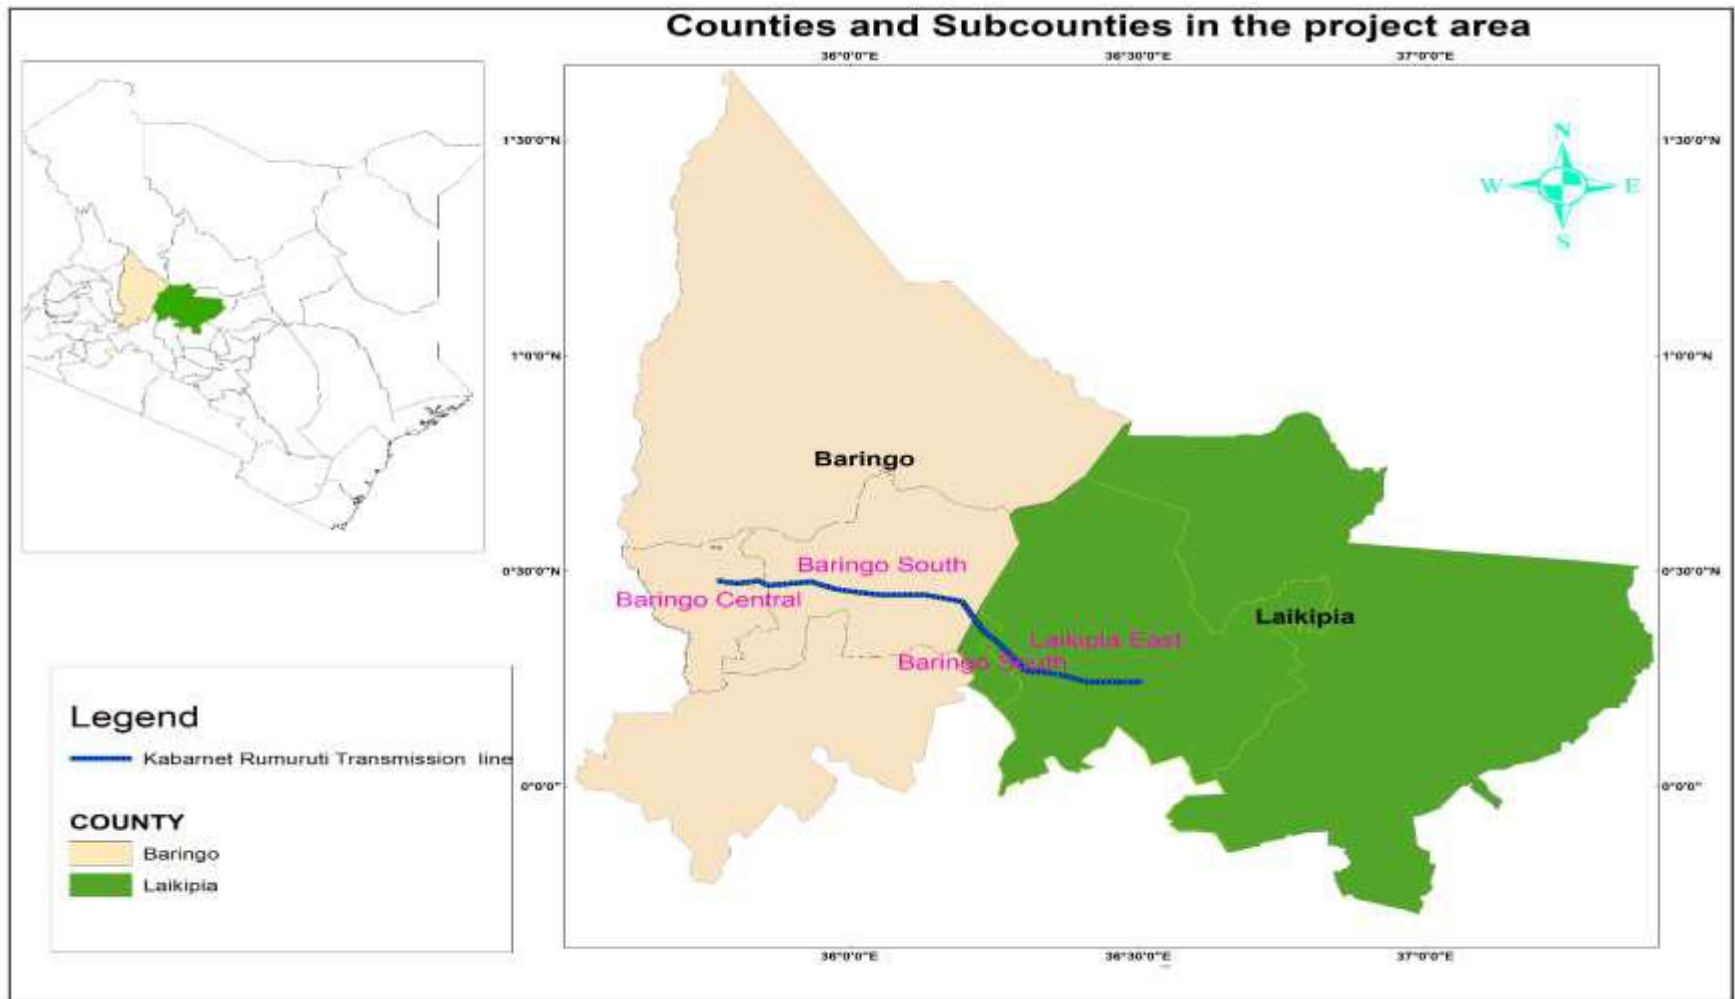 Counties and Subcounties in the project area
36°0'0"E 36°30'0"E 37°0'0"E
N
W E
S
1°30'0"N 1°30'0"N
1°0'0"N 1°0'0"N
Baringo
Baringo South
0°30'0"N 0°30'0"N
Baringo Central
Laikipia
Laikipia East
Baringo South
Legend
Kabarnet Rumuruti Transmission line
0°0'0" 0°0'0"
COUNTY
Baringo
Laikipia
36°0'0"E 36°30'0"E 37°0'0"E